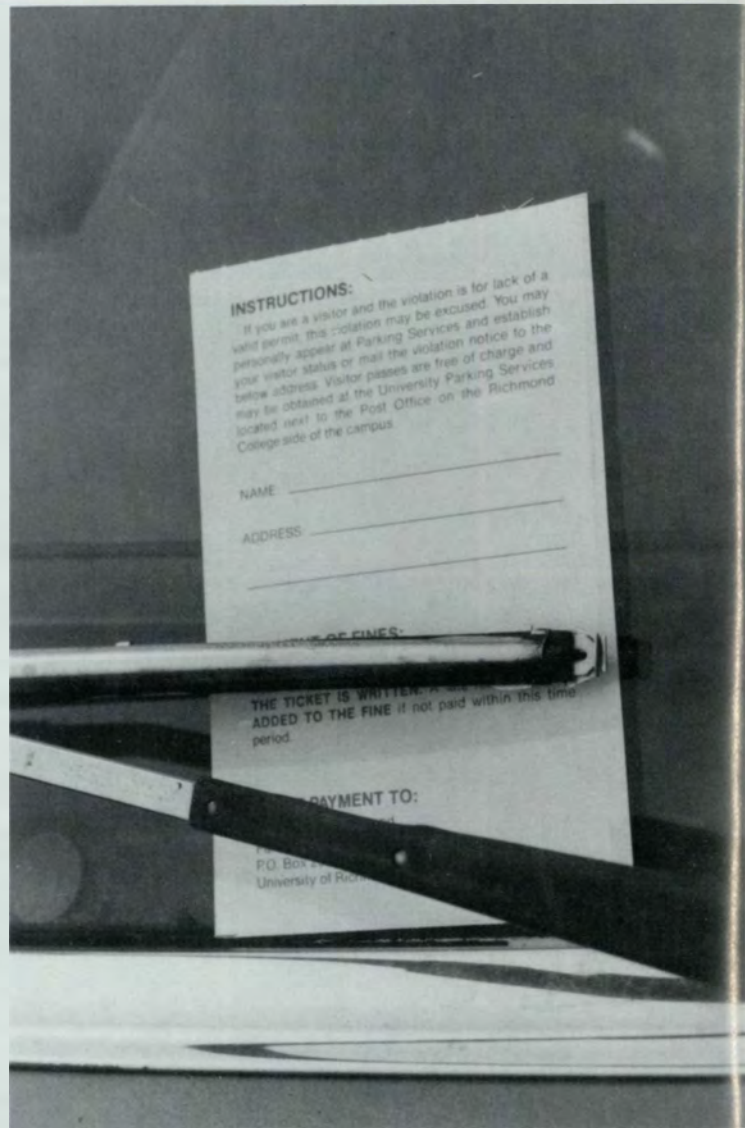 INSTRUCTIONS:
If you are a visitor and the violation is for lack of a
valid permit, this violation may be excused. You may
personally appear at Parking Services and establish
your visitor status or mail the violation notice to the
below address. Visitor passes are free of charge and
may be obtained at the University Parking Services
located next to the Post Office on the Richmond
College side of the campus.
NAME
ADDRESS
OF FINES:
THE TICKET IS WRITTEN.
ADDED TO THE FINE if not paid within this time
period.
PAYMENT TO:
P.O. Box
University of